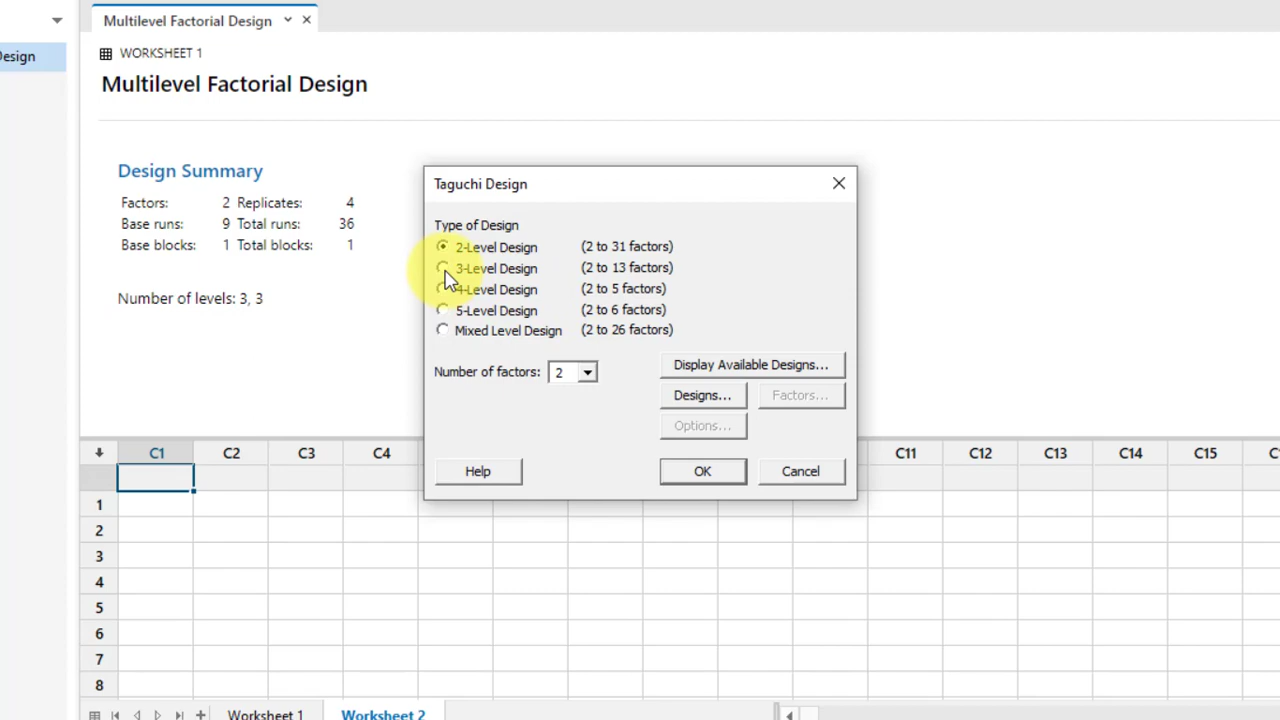 Multilevel Factorial Design
Design
WORKSHEET 1
Multilevel Factorial Design
Design Summary
Factors: 2 Replicates: 4
Base runs: 9 Total runs: 36
Base blocks: 1 Total blocks: 1
Number of levels: 3, 3
Taguchi Design
Type of Design
2-Level Design (2 to 31 factors)
3-Level Design (2 to 13 factors)
4-Level Design (2 to 5 factors)
5-Level Design (2 to 6 factors)
Mixed Level Design (2 to 26 factors)
Number of factors: 2
Display Available Designs...
Designs... Factors...
Options...
Help OK Cancel
C1 C2 C3 C4 C11 C12 C13 C14 C15
1
2
3
4
5
6
7
8
Worksheet 1 Worksheet 2